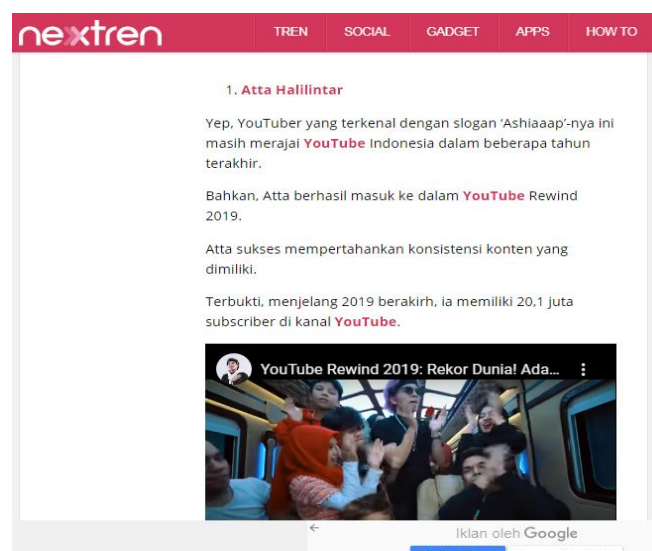 nextren
TREN SOCIAL GADGET APPS HOW TO
1. Atta Halilintar
Yep, YouTuber yang terkenal dengan slogan ‘Ashiaaap’-nya ini
masih merajai YouTube Indonesia dalam beberapa tahun
terakhir.
Bahkan, Atta berhasil masuk ke dalam YouTube Rewind
2019.
Atta sukses mempertahankan konsistensi konten yang
dimiliki.
Terbukti, menjelang 2019 berakirh, ia memiliki 20,1 juta
subscriber di kanal YouTube.
YouTube Rewind 2019: Rekor Dunia! Ada...
Iklan oleh Google